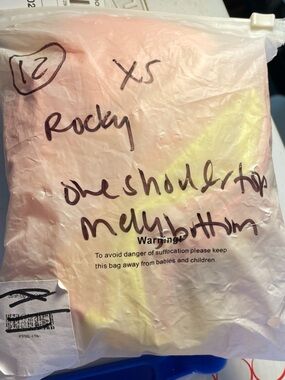 12
XS
Rocky
one shoulder top
melly bottom
Warning!
To avoid danger of suffocation please keep
this bag away from babies and children.